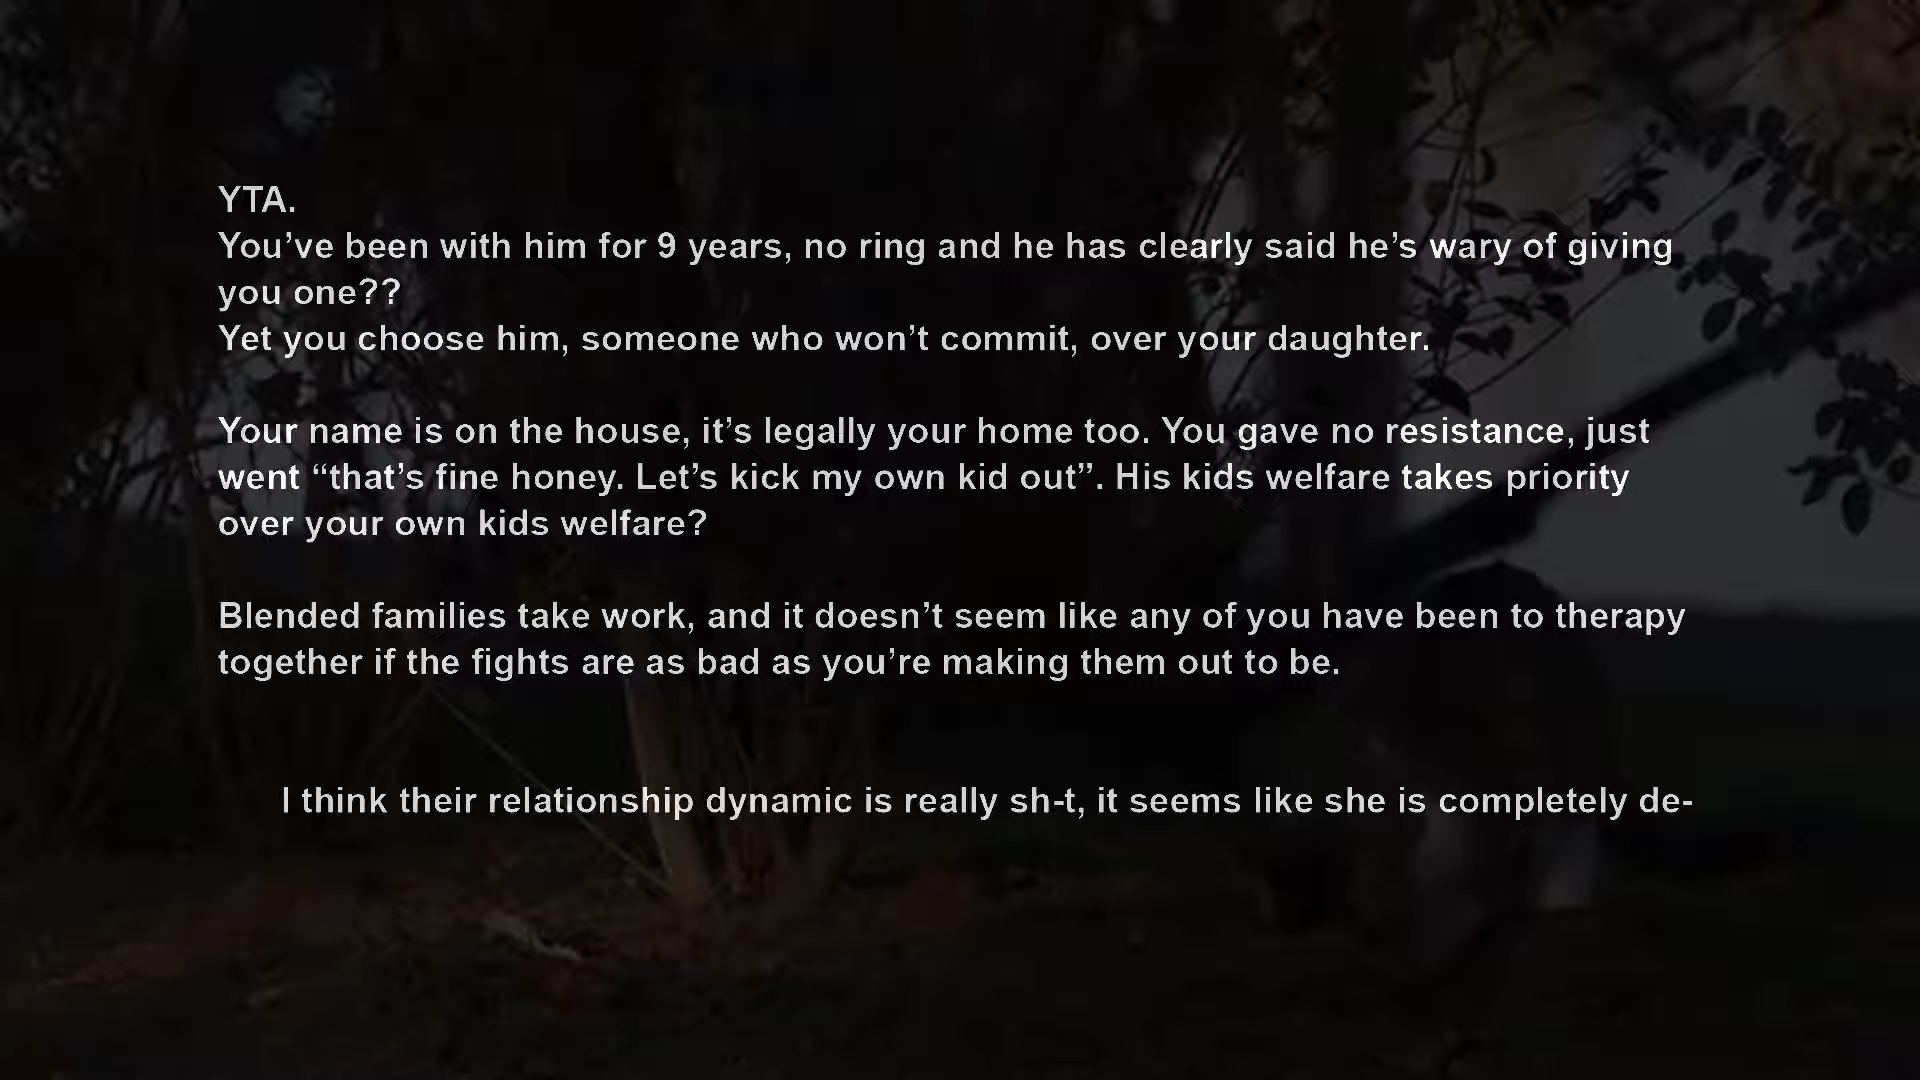 YTA.
You’ve been with him for 9 years, no ring and he has clearly said he’s wary of giving
you one??
Yet you choose him, someone who won’t commit, over your daughter.
Your name is on the house, it’s legally your home too. You gave no resistance, just
went “that’s fine honey. Let’s kick my own kid out”. His kids welfare takes priority
over your own kids welfare?
Blended families take work, and it doesn’t seem like any of you have been to therapy
together if the fights are as bad as you’re making them out to be.
I think their relationship dynamic is really sh-t, it seems like she is completely de-